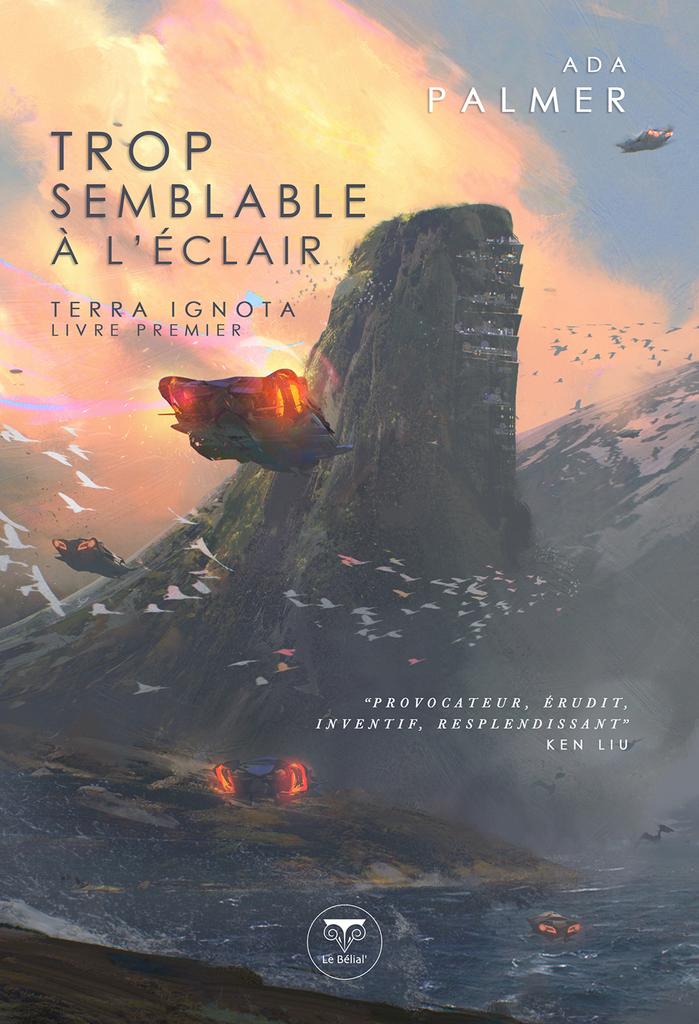 ADA
PALMER
TROP
SEMBLABLE
À L'ÉCLAIR
TERRA IGNOTA
LIVRE PREMIER
“PROVOCATEUR, ÉRUDIT,
INVENTIF, RESPLENDISSANT”
KEN LIU
Le Bélial'